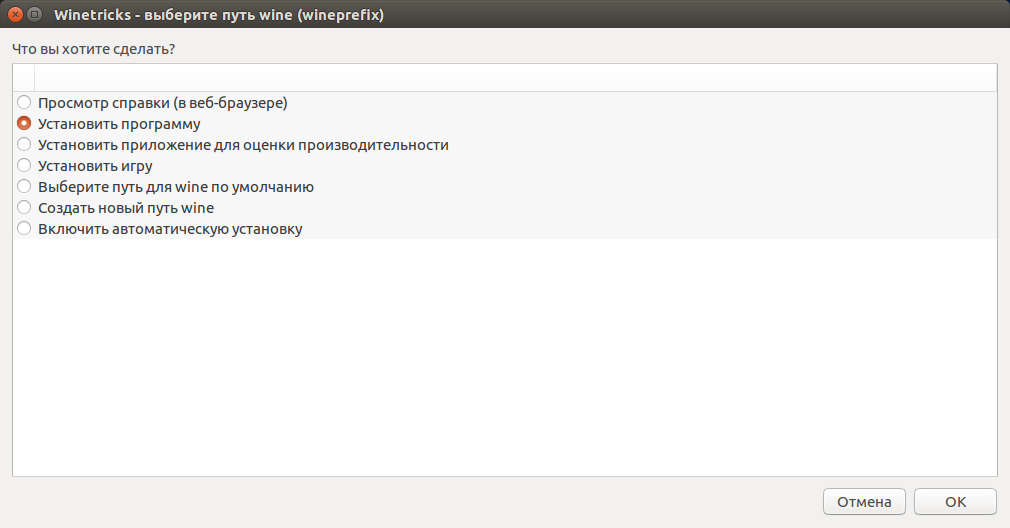 Winetricks - выберите путь wine (wineprefix)
Что вы хотите сделать?
Просмотр справки (в веб-браузере)
Установить программу
Установить приложение для оценки производительности
Установить игру
Выберите путь для wine по умолчанию
Создать новый путь wine
Включить автоматическую установку
Отмена OK